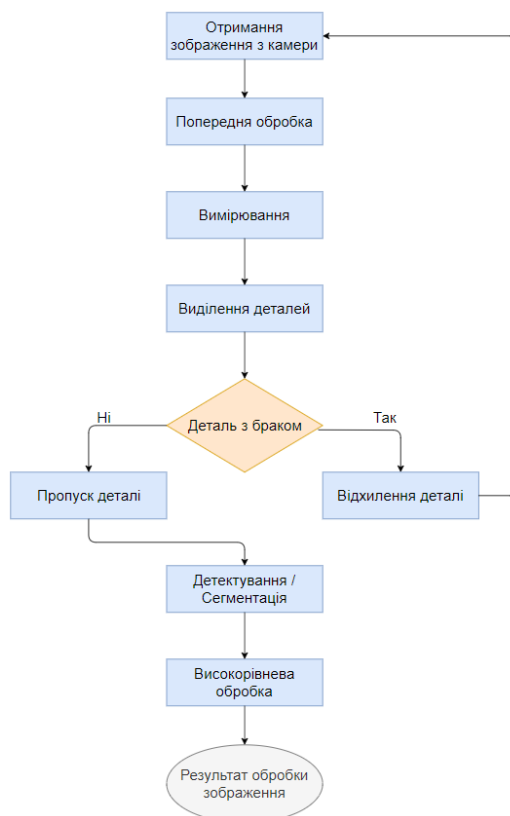 Отримання
зображення з камери
Попередня обробка
Вимірювання
Виділення деталей
Деталь з браком
Ні
Так
Пропуск деталі
Відхилення деталі
Детектування /
Сегментація
Високорівнева
обробка
Результат обробки
зображення